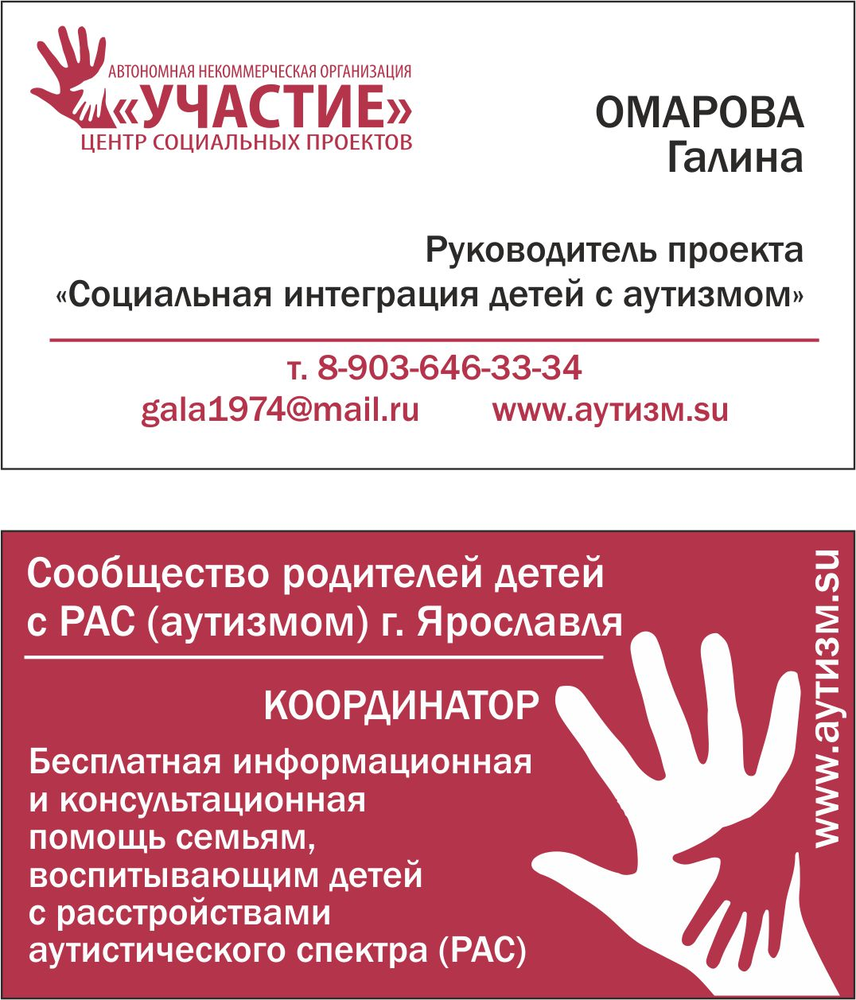 АВТОНОМНАЯ НЕКОММЕРЧЕСКАЯ ОРГАНИЗАЦИЯ
«УЧАСТИЕ»
ЦЕНТР СОЦИАЛЬНЫХ ПРОЕКТОВ
ОМАРОВА
Галина
Руководитель проекта
«Социальная интеграция детей с аутизмом»
т. 8-903-646-33-34
gala1974@mail.ru www.аутизм.su
Сообщество родителей детей
с РАС (аутизмом) г. Ярославля
КООРДИНАТОР
Бесплатная информационная
и консультационная
помощь семьям,
воспитывающим детей
с расстройствами
аутистического спектра (РАС)
www.аутизм.su